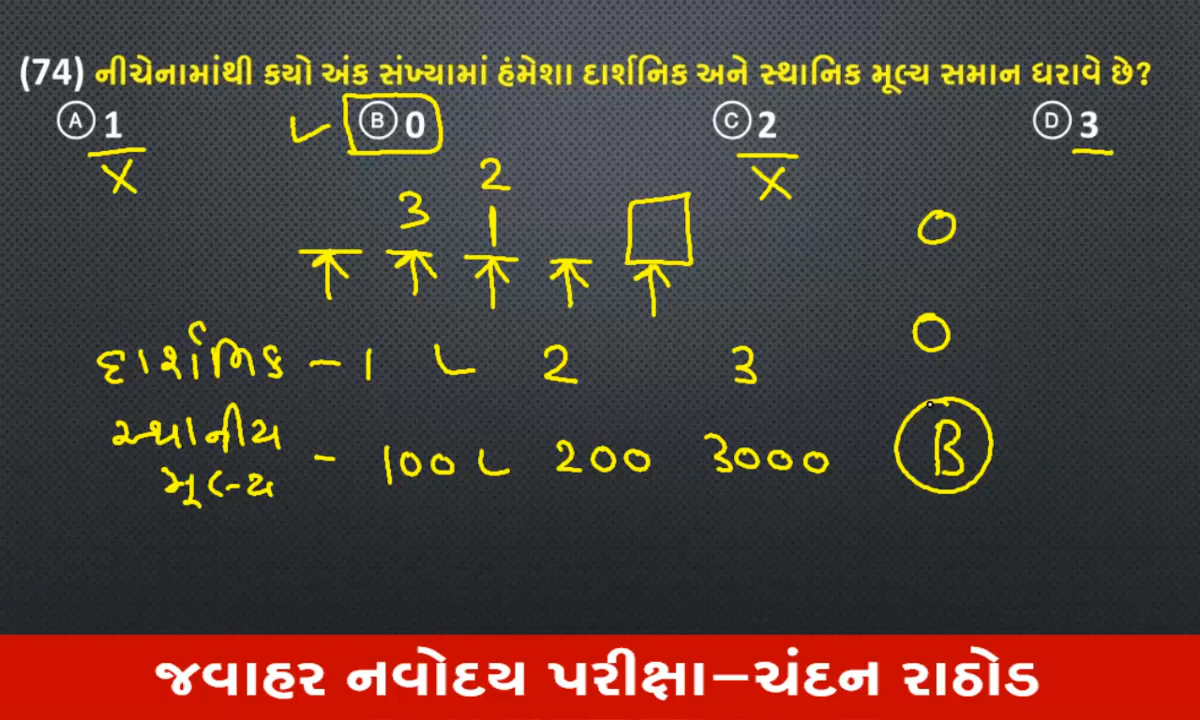 (74) નીચેનામાંથી કયો અંક સંખ્યામાં હંમેશા દાર્શનિક અને સ્થાનિક મૂલ્ય સમાન ધરાવે છે?
Ⓐ 1 Ⓑ 0 Ⓒ 2 Ⓓ 3
X X
2
3 1 0
દાર્શનિક - 1 2 3 0
સ્થાનીય
મૂલ્ય - 100 200 3000 B
જવાહર નવોદય પરીક્ષા–ચંદન રાઠોડ